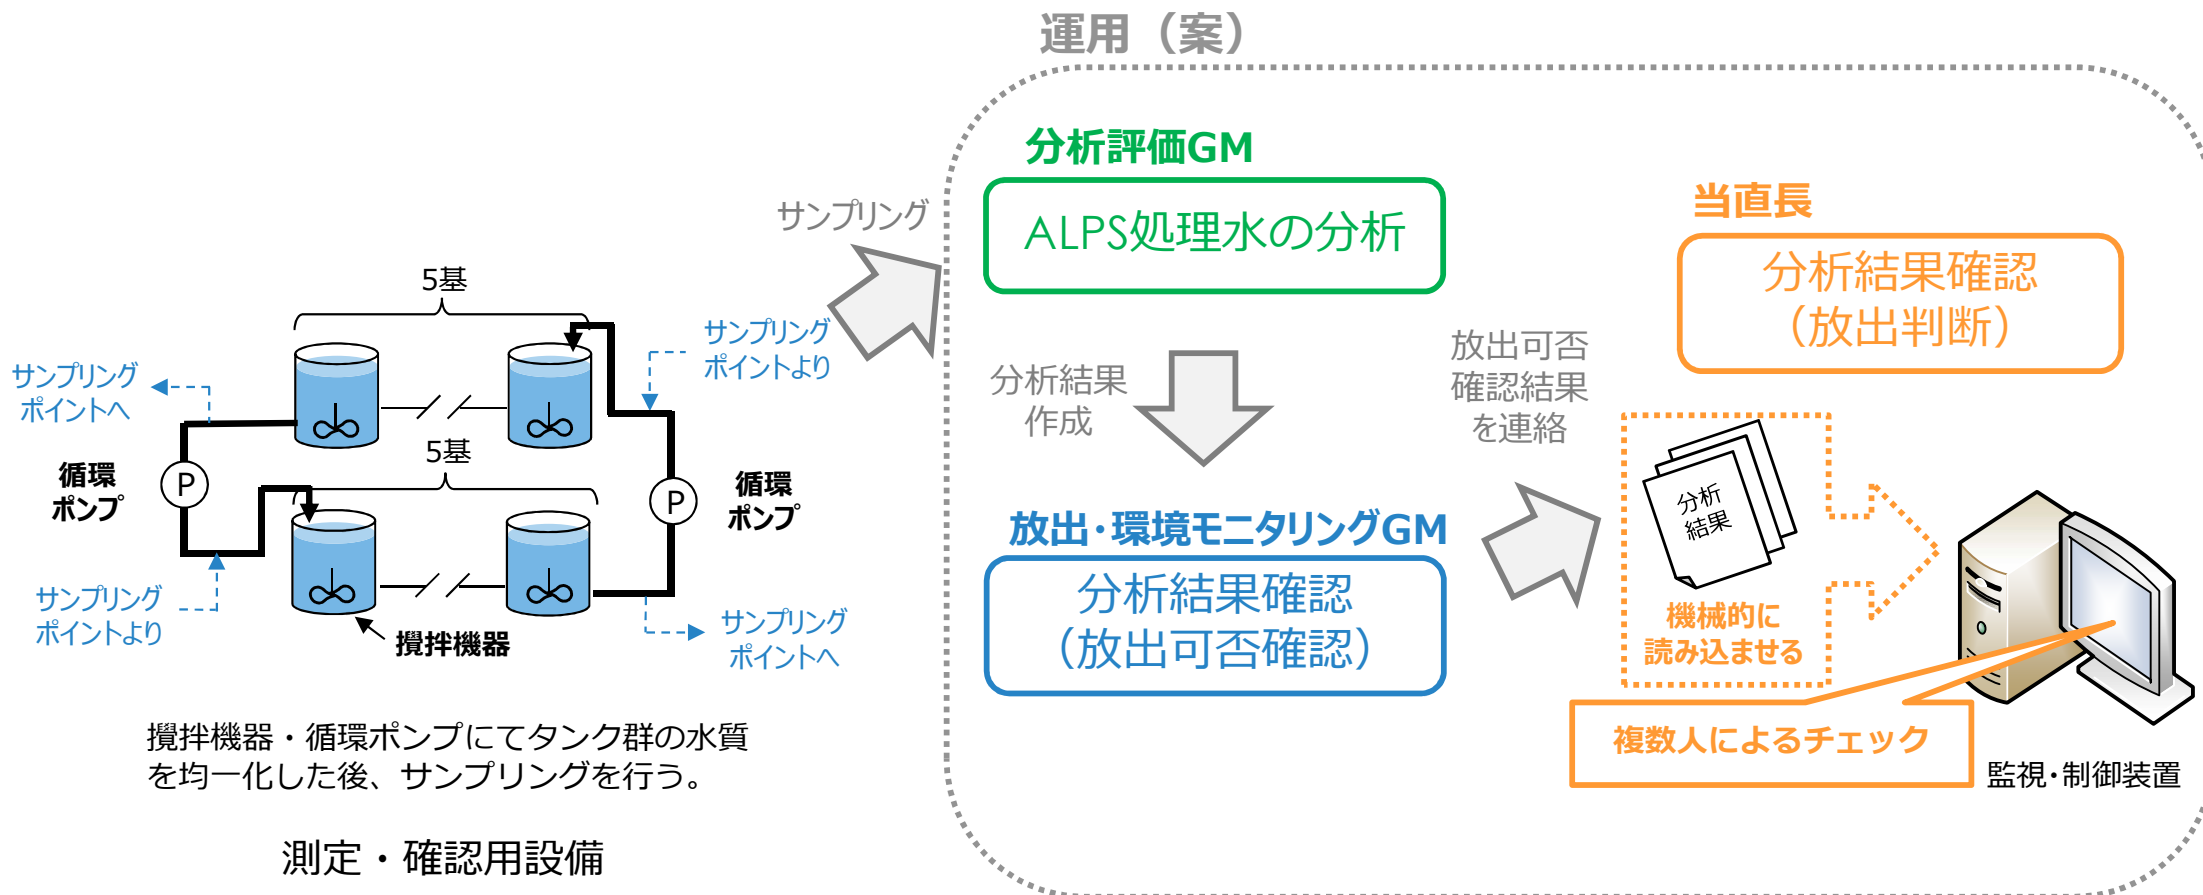 運用（案）
分析評価GM
ALPS処理水の分析
サンプリング
当直長
分析結果確認
（放出判断）
5基
サンプリング
ポイントより
サンプリング
ポイントへ
分析結果
作成
放出可否
確認結果
を連絡
5基
循環
ポンプ
P
P
循環
ポンプ
分析
結果
放出・環境モニタリングGM
分析結果確認
（放出可否確認）
サンプリング
ポイントより
攪拌機器
サンプリング
ポイントへ
機械的に
読み込ませる
複数人によるチェック
監視・制御装置
攪拌機器・循環ポンプにてタンク群の水質
を均一化した後、サンプリングを行う。
測定・確認用設備